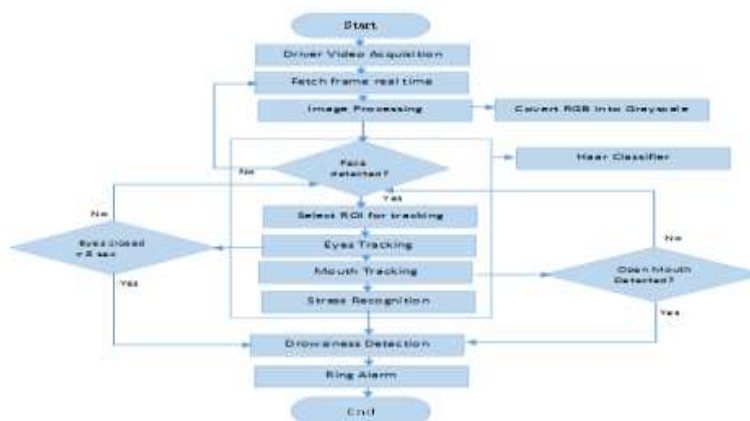 Start
Driver Video Acquisition
Fetch frame real time
Image Processing
Covert RGB into Grayscale
Face
detected?
Haar Classifier
No
Yes
Select ROI for tracking
No
Eyes closed
sec
Eyes Tracking
No
Mouth Tracking
Open Mouth
Detected?
Yes
Stress Recognition
Yes
Drowsiness Detection
Ring Alarm
End